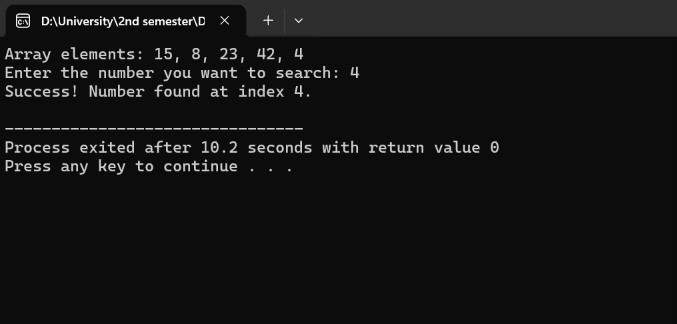 D:\University\2nd semester\D
Array elements: 15, 8, 23, 42, 4
Enter the number you want to search: 4
Success! Number found at index 4.
--------------------------------
Process exited after 10.2 seconds with return value 0
Press any key to continue . . .